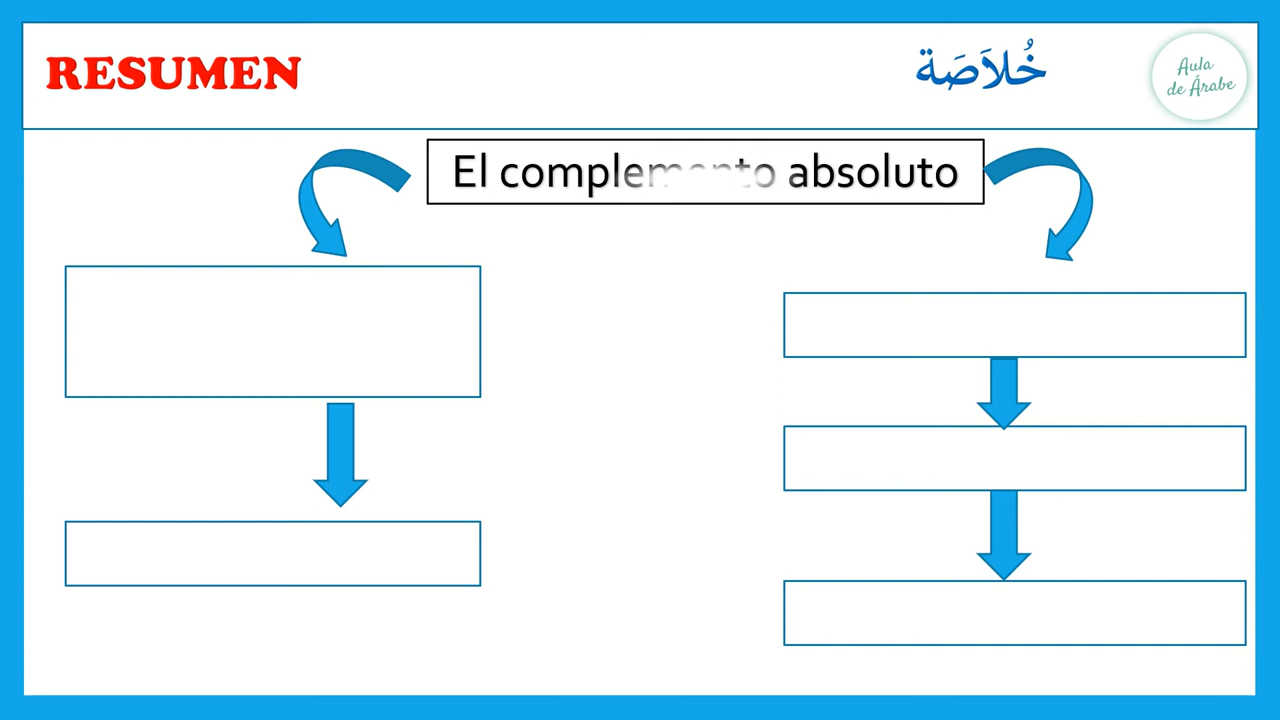 RESUMEN
خُلاَصَة
Aula
de Árabe
El complemento absoluto